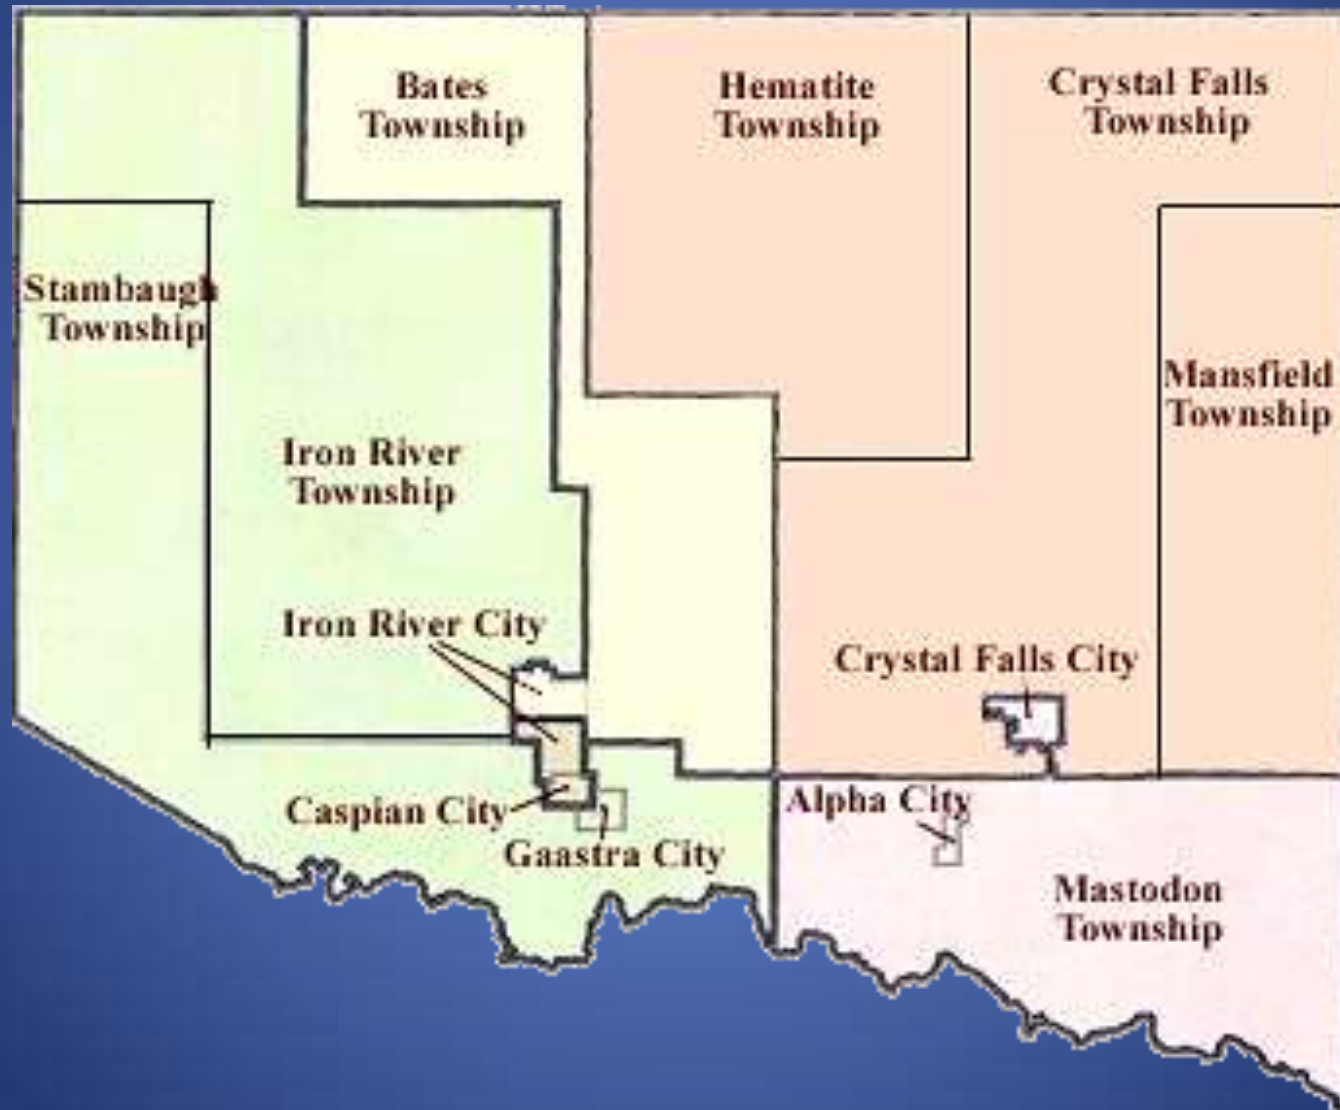 Bates
Township
Hematite
Township
Crystal Falls
Township
Stambaugh
Township
Mansfield
Township
Iron River
Township
Iron River City
Crystal Falls City
Caspian City
Alpha City
Gaastra City
Mastodon
Township